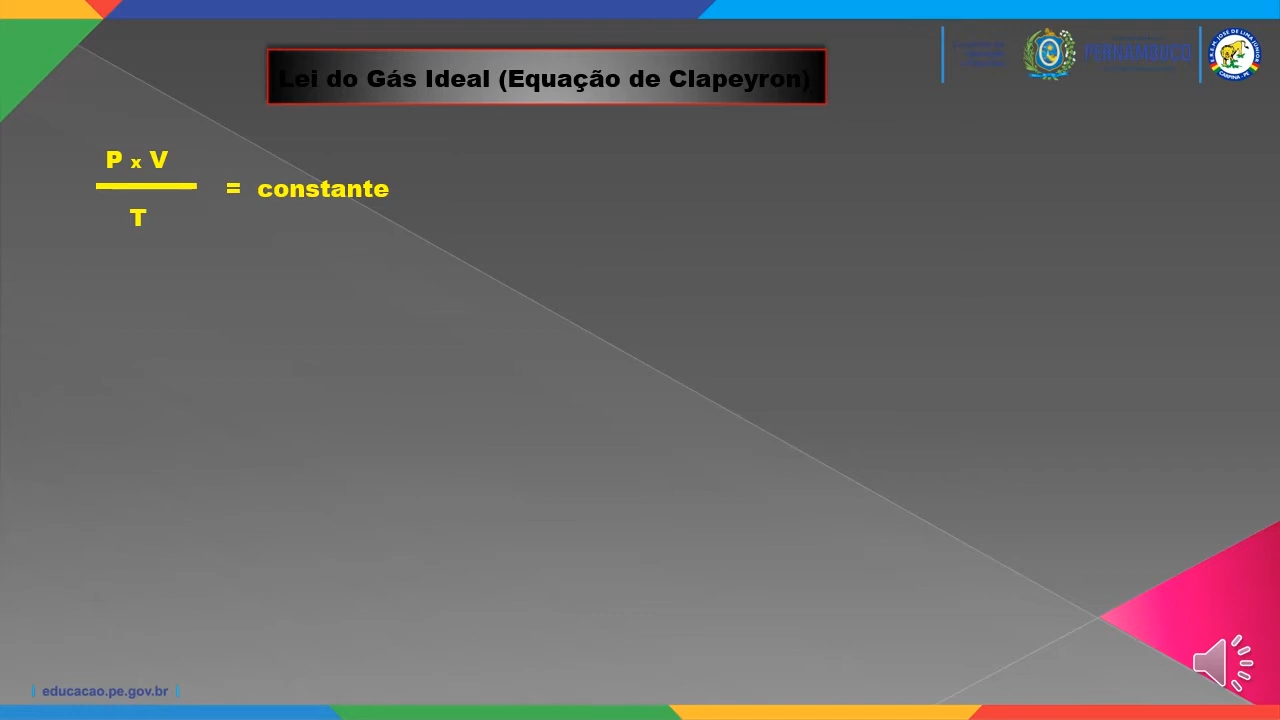 Lei do Gás Ideal (Equação de Clapeyron)
PERNAMBUCO
P x V
= constante
T
educacao.pe.gov.br